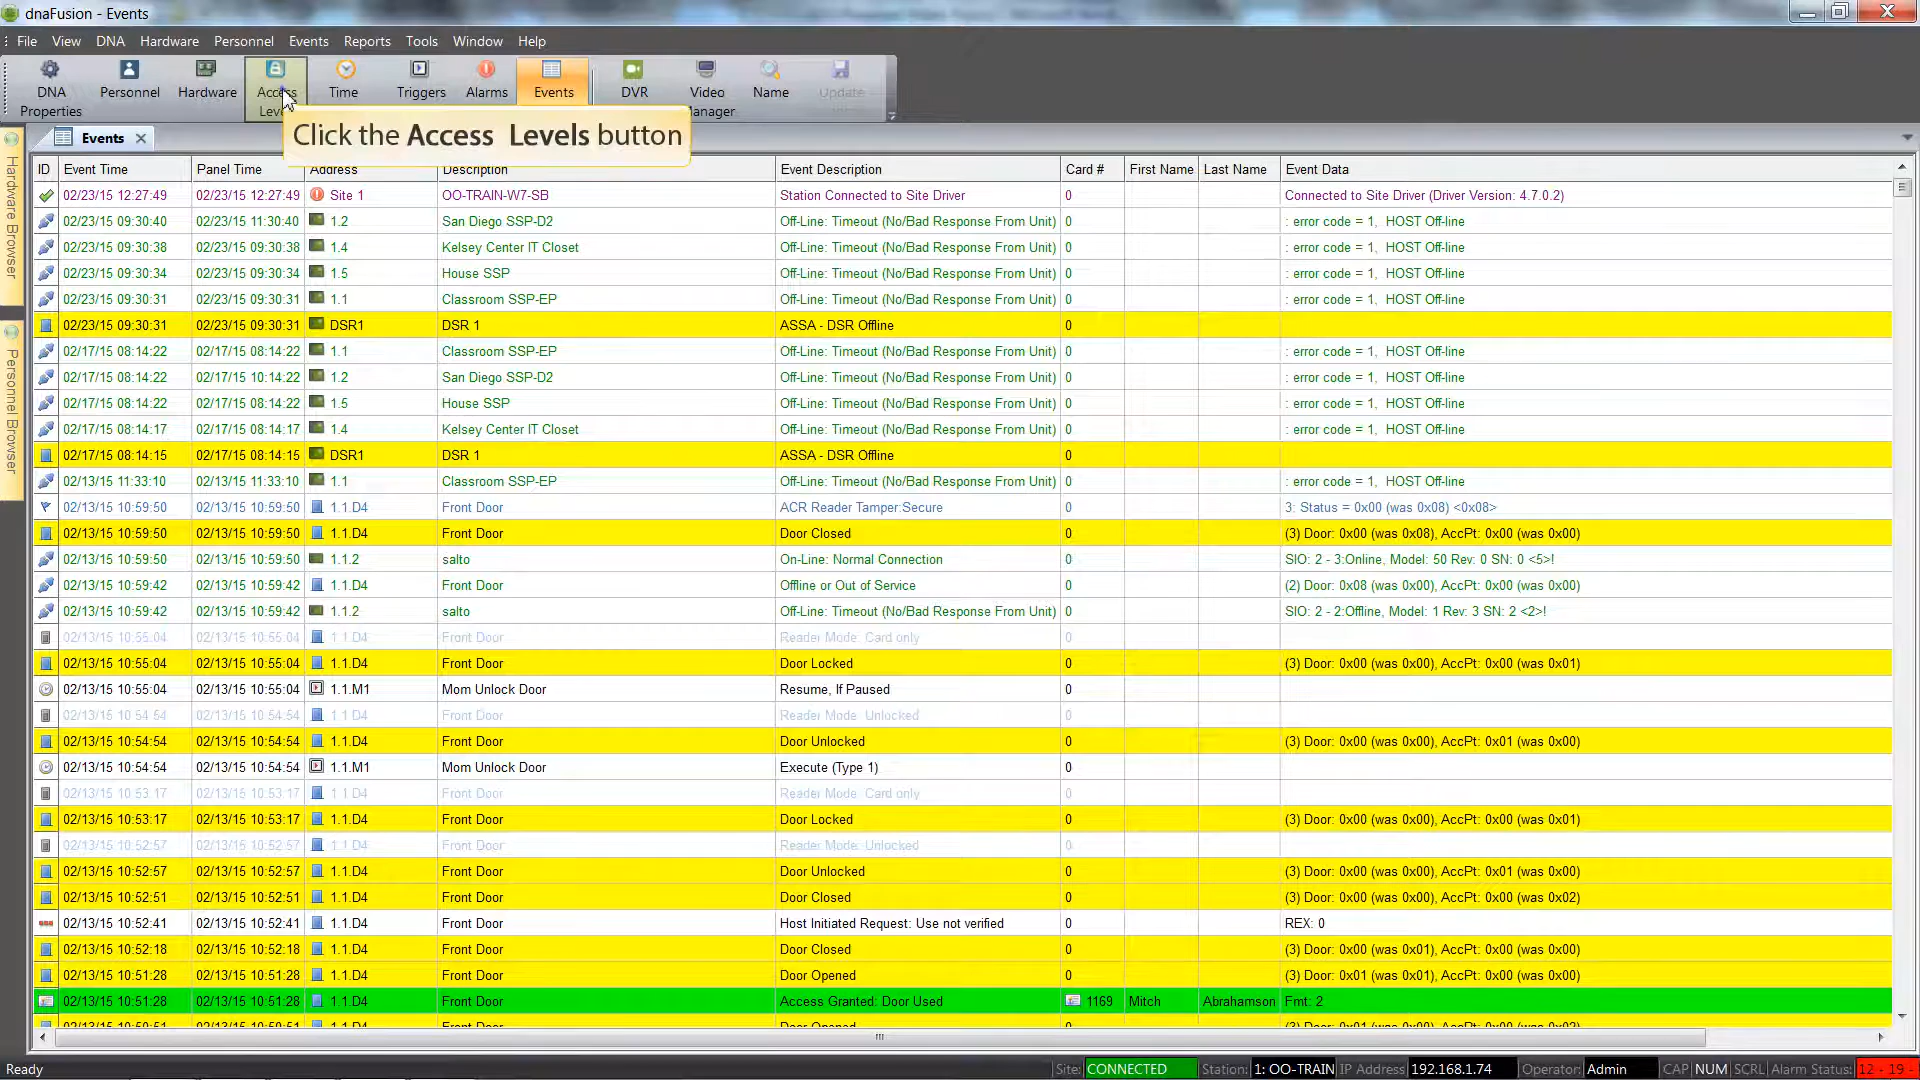 dnaFusion - Events
File View DNA Hardware Personnel Events Reports Tools Window Help
DNA Properties Personnel Hardware Access Levels Time Triggers Alarms Events DVR Video Manager Name Update
Click the Access Levels button
Events
Hardware Browser
Personnel Browser
ID Event Time Panel Time Address Description Event Description Card # First Name Last Name Event Data
02/23/15 12:27:49 02/23/15 12:27:49 Site 1 OO-TRAIN-W7-SB Station Connected to Site Driver 0 Connected to Site Driver (Driver Version: 4.7.0.2)
02/23/15 09:30:40 02/23/15 11:30:40 1.2 San Diego SSP-D2 Off-Line: Timeout (No/Bad Response From Unit) 0 : error code = 1, HOST Off-line
02/23/15 09:30:38 02/23/15 09:30:38 1.4 Kelsey Center IT Closet Off-Line: Timeout (No/Bad Response From Unit) 0 : error code = 1, HOST Off-line
02/23/15 09:30:34 02/23/15 09:30:34 1.5 House SSP Off-Line: Timeout (No/Bad Response From Unit) 0 : error code = 1, HOST Off-line
02/23/15 09:30:31 02/23/15 09:30:31 1.1 Classroom SSP-EP Off-Line: Timeout (No/Bad Response From Unit) 0 : error code = 1, HOST Off-line
02/23/15 09:30:31 02/23/15 09:30:31 DSR1 DSR 1 ASSA - DSR Offline 0
02/17/15 08:14:22 02/17/15 08:14:22 1.1 Classroom SSP-EP Off-Line: Timeout (No/Bad Response From Unit) 0 : error code = 1, HOST Off-line
02/17/15 08:14:22 02/17/15 10:14:22 1.2 San Diego SSP-D2 Off-Line: Timeout (No/Bad Response From Unit) 0 : error code = 1, HOST Off-line
02/17/15 08:14:22 02/17/15 08:14:22 1.5 House SSP Off-Line: Timeout (No/Bad Response From Unit) 0 : error code = 1, HOST Off-line
02/17/15 08:14:17 02/17/15 08:14:17 1.4 Kelsey Center IT Closet Off-Line: Timeout (No/Bad Response From Unit) 0 : error code = 1, HOST Off-line
02/17/15 08:14:15 02/17/15 08:14:15 DSR1 DSR 1 ASSA - DSR Offline 0
02/13/15 11:33:10 02/13/15 11:33:10 1.1 Classroom SSP-EP Off-Line: Timeout (No/Bad Response From Unit) 0 : error code = 1, HOST Off-line
02/13/15 10:59:50 02/13/15 10:59:50 1.1.D4 Front Door ACR Reader Tamper:Secure 0 3: Status = 0x00 (was 0x08) <0x08>
02/13/15 10:59:50 02/13/15 10:59:50 1.1.D4 Front Door Door Closed 0 (3) Door: 0x00 (was 0x08), AccPt: 0x00 (was 0x00)
02/13/15 10:59:50 02/13/15 10:59:50 1.1.2 salto On-Line: Normal Connection 0 SIO: 2 - 3:Online, Model: 50 Rev: 0 SN: 0 <5>!
02/13/15 10:59:42 02/13/15 10:59:42 1.1.D4 Front Door Offline or Out of Service 0 (2) Door: 0x08 (was 0x00), AccPt: 0x00 (was 0x00)
02/13/15 10:59:42 02/13/15 10:59:42 1.1.2 salto Off-Line: Timeout (No/Bad Response From Unit) 0 SIO: 2 - 2:Offline, Model: 1 Rev: 3 SN: 2 <2>!
02/13/15 10:55:04 02/13/15 10:55:04 1.1.D4 Front Door Reader Mode: Card only 0
02/13/15 10:55:04 02/13/15 10:55:04 1.1.D4 Front Door Door Locked 0 (3) Door: 0x00 (was 0x00), AccPt: 0x00 (was 0x01)
02/13/15 10:55:04 02/13/15 10:55:04 1.1.M1 Mom Unlock Door Resume, If Paused 0
02/13/15 10:54:54 02/13/15 10:54:54 1.1.D4 Front Door Reader Mode: Unlocked 0
02/13/15 10:54:54 02/13/15 10:54:54 1.1.D4 Front Door Door Unlocked 0 (3) Door: 0x00 (was 0x00), AccPt: 0x01 (was 0x00)
02/13/15 10:54:54 02/13/15 10:54:54 1.1.M1 Mom Unlock Door Execute (Type 1) 0
02/13/15 10:53:17 02/13/15 10:53:17 1.1.D4 Front Door Reader Mode: Card only 0
02/13/15 10:53:17 02/13/15 10:53:17 1.1.D4 Front Door Door Locked 0 (3) Door: 0x00 (was 0x00), AccPt: 0x00 (was 0x01)
02/13/15 10:52:57 02/13/15 10:52:57 1.1.D4 Front Door Reader Mode: Unlocked 0
02/13/15 10:52:57 02/13/15 10:52:57 1.1.D4 Front Door Door Unlocked 0 (3) Door: 0x00 (was 0x00), AccPt: 0x01 (was 0x00)
02/13/15 10:52:51 02/13/15 10:52:51 1.1.D4 Front Door Door Closed 0 (3) Door: 0x00 (was 0x00), AccPt: 0x00 (was 0x02)
02/13/15 10:52:41 02/13/15 10:52:41 1.1.D4 Front Door Host Initiated Request: Use not verified 0 REX: 0
02/13/15 10:52:18 02/13/15 10:52:18 1.1.D4 Front Door Door Closed 0 (3) Door: 0x00 (was 0x01), AccPt: 0x00 (was 0x00)
02/13/15 10:51:28 02/13/15 10:51:28 1.1.D4 Front Door Door Opened 0 (3) Door: 0x01 (was 0x01), AccPt: 0x00 (was 0x00)
02/13/15 10:51:28 02/13/15 10:51:28 1.1.D4 Front Door Access Granted: Door Used 1169 Mitch Abrahamson Fmt: 2
Ready Site: CONNECTED Station: 1: OO-TRAIN IP Address 192.168.1.74 Operator: Admin CAP NUM SCRL Alarm Status: 12 - 19 -